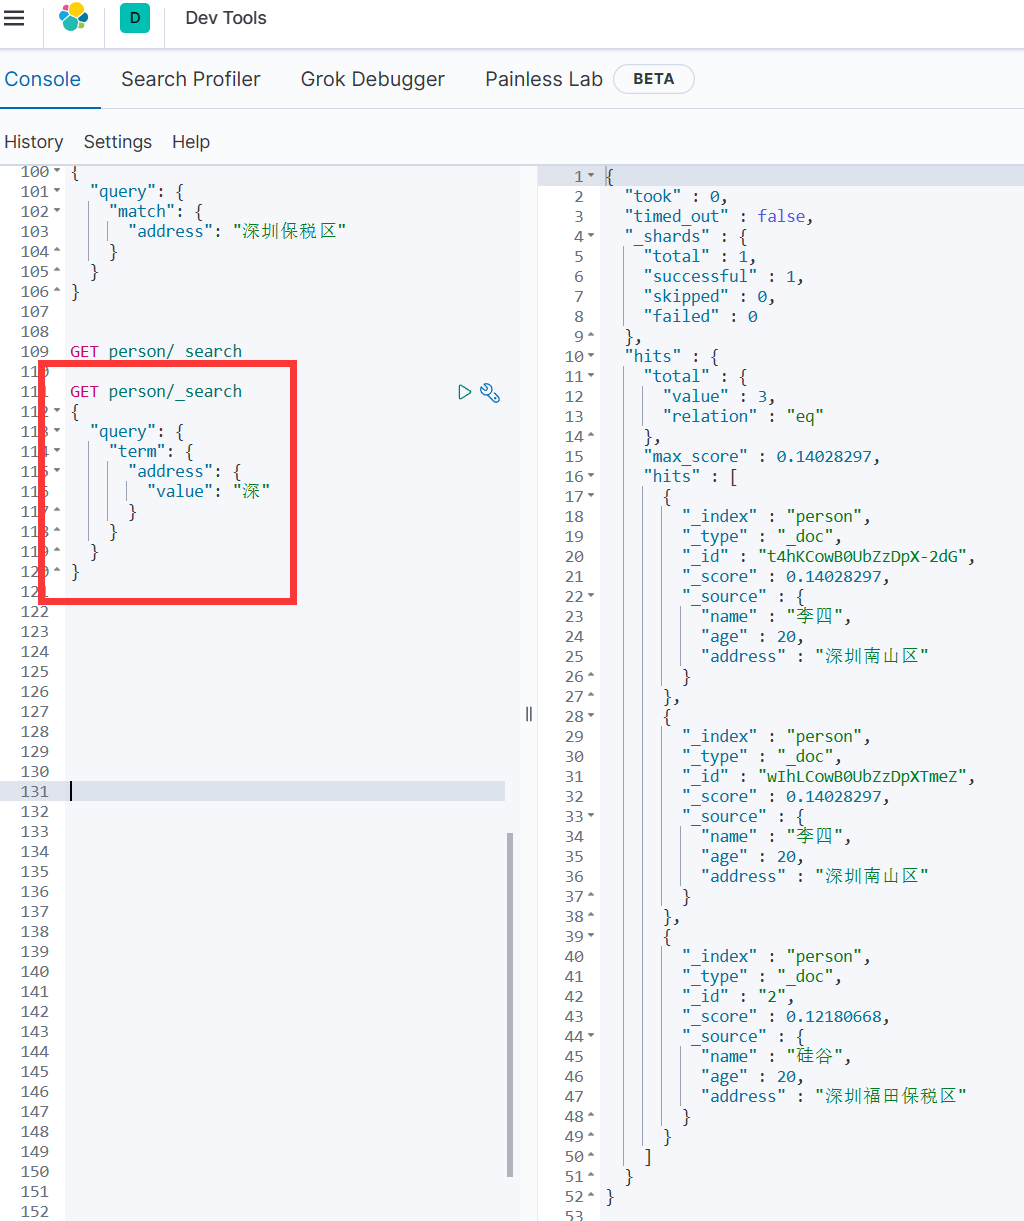 D Dev Tools
Console Search Profiler Grok Debugger Painless Lab BETA
History Settings Help
100 {
101 "query": {
102 "match": {
103 "address": "深圳保税区"
104 }
105 }
106 }
107
108
109 GET person/_search
110
111 GET person/_search
112 {
113 "query": {
114 "term": {
115 "address": {
116 "value": "深"
117 }
118 }
119 }
120 }
121
122
123
124
125
126
127
128
129
130
131
132
133
134
135
136
137
138
139
140
141
142
143
144
145
146
147
148
149
150
151
152
1 {
2 "took" : 0,
3 "timed_out" : false,
4 "_shards" : {
5 "total" : 1,
6 "successful" : 1,
7 "skipped" : 0,
8 "failed" : 0
9 },
10 "hits" : {
11 "total" : {
12 "value" : 3,
13 "relation" : "eq"
14 },
15 "max_score" : 0.14028297,
16 "hits" : [
17 {
18 "_index" : "person",
19 "_type" : "_doc",
20 "_id" : "t4hKCowB0UbZzDpX-2dG",
21 "_score" : 0.14028297,
22 "_source" : {
23 "name" : "李四",
24 "age" : 20,
25 "address" : "深圳南山区"
26 }
27 },
28 {
29 "_index" : "person",
30 "_type" : "_doc",
31 "_id" : "wIhLCowB0UbZzDpXTmeZ",
32 "_score" : 0.14028297,
33 "_source" : {
34 "name" : "李四",
35 "age" : 20,
36 "address" : "深圳南山区"
37 }
38 },
39 {
40 "_index" : "person",
41 "_type" : "_doc",
42 "_id" : "2",
43 "_score" : 0.12180668,
44 "_source" : {
45 "name" : "硅谷",
46 "age" : 20,
47 "address" : "深圳福田保税区"
48 }
49 }
50 ]
51 }
52 }
53